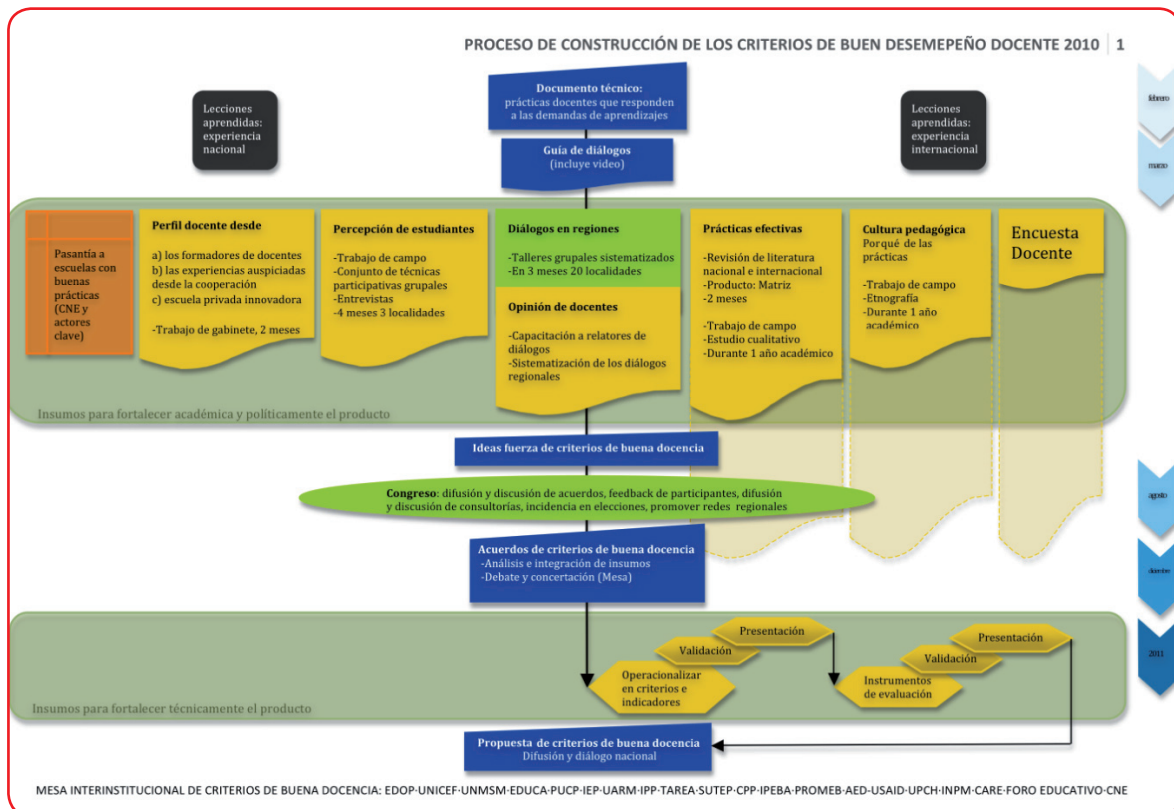 PROCESO DE CONSTRUCCIÓN DE LOS CRITERIOS DE BUEN DESEMEPEÑO DOCENTE 2010 | 1
Documento técnico:
prácticas docentes que responden
a las demandas de aprendizajes
Lecciones
aprendidas:
experiencia
nacional
Guía de diálogos
(incluye video)
Lecciones
aprendidas:
experiencia
internacional
febrero
marzo
Pasantía a
escuelas con
buenas
prácticas
(CNE y
actores
clave)
Perfil docente desde
a) los formadores de docentes
b) las experiencias auspiciadas
desde la cooperación
c) escuela privada innovadora
-Trabajo de gabinete, 2 meses
Percepción de estudiantes
-Trabajo de campo
-Conjunto de técnicas
participativas grupales
-Entrevistas
-4 meses 3 localidades
Diálogos en regiones
-Talleres grupales sistematizados
-En 3 meses 20 localidades
Opinión de docentes
-Capacitación a relatores de
diálogos
-Sistematización de los diálogos
regionales
Prácticas efectivas
-Revisión de literatura
nacional e internacional
-Producto: Matriz
-2 meses
-Trabajo de campo
-Estudio cualitativo
-Durante 1 año académico
Cultura pedagógica
Porqué de las
prácticas
-Trabajo de campo
-Etnografía
-Durante 1 año
académico
Encuesta
Docente
Insumos para fortalecer académica y políticamente el producto
Ideas fuerza de criterios de buena docencia
Congreso: difusión y discusión de acuerdos, feedback de participantes, difusión
y discusión de consultorías, incidencia en elecciones, promover redes regionales
agosto
Acuerdos de criterios de buena docencia
-Análisis e integración de insumos
-Debate y concertación (Mesa)
diciembre
2011
Presentación
Validación
Operacionalizar
en criterios e
indicadores
Presentación
Validación
Instrumentos
de evaluación
Insumos para fortalecer técnicamente el producto
Propuesta de criterios de buena docencia
Difusión y diálogo nacional
MESA INTERINSTITUCIONAL DE CRITERIOS DE BUENA DOCENCIA: EDOP·UNICEF·UNMSM·EDUCA·PUCP·IEP·UARM·IPP·TAREA·SUTEP·CPP·IPEBA·PROMEB·AED·USAID·UPCH·INPM·CARE·FORO EDUCATIVO·CNE